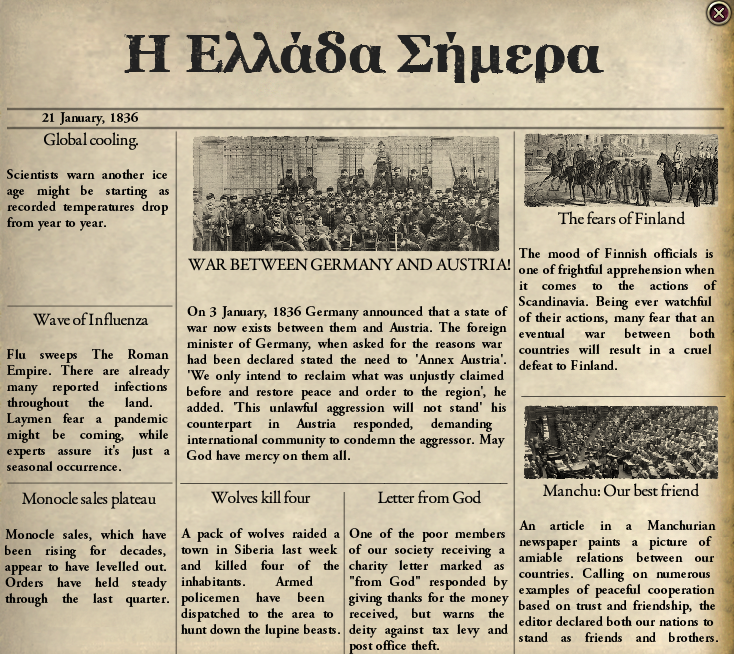 Η Ελλάδα Σήμερα
21 January, 1836
Global cooling.
Scientists warn another ice
age might be starting as
recorded temperatures drop
from year to year.
Wave of Influenza
Flu sweeps The Roman
Empire. There are already
many reported infections
throughout the land.
Laymen fear a pandemic
might be coming, while
experts assure it's just a
seasonal occurrence.
Monocle sales plateau
Monocle sales, which have
been rising for decades,
appear to have levelled out.
Orders have held steady
through the last quarter.
WAR BETWEEN GERMANY AND AUSTRIA!
On 3 January, 1836 Germany announced that a state of
war now exists between them and Austria. The foreign
minister of Germany, when asked for the reasons war
had been declared stated the need to 'Annex Austria'.
'We only intend to reclaim what was unjustly claimed
before and restore peace and order to the region', he
added. 'This unlawful aggression will not stand' his
counterpart in Austria responded, demanding
international community to condemn the aggressor. May
God have mercy on them all.
Wolves kill four
A pack of wolves raided a
town in Siberia last week
and killed four of the
inhabitants. Armed
policemen have been
dispatched to the area to
hunt down the lupine beasts.
Letter from God
One of the poor members
of our society receiving a
charity letter marked as
"from God" responded by
giving thanks for the money
received, but warns the
deity against tax levy and
post office theft.
The fears of Finland
The mood of Finnish officials is
one of frightful apprehension when
it comes to the actions of
Scandinavia. Being ever watchful
of their actions, many fear that an
eventual war between both
countries will result in a cruel
defeat to Finland.
Manchu: Our best friend
An article in a Manchurian
newspaper paints a picture of
amiable relations between our
countries. Calling on numerous
examples of peaceful cooperation
based on trust and friendship, the
editor declared both our nations to
stand as friends and brothers.